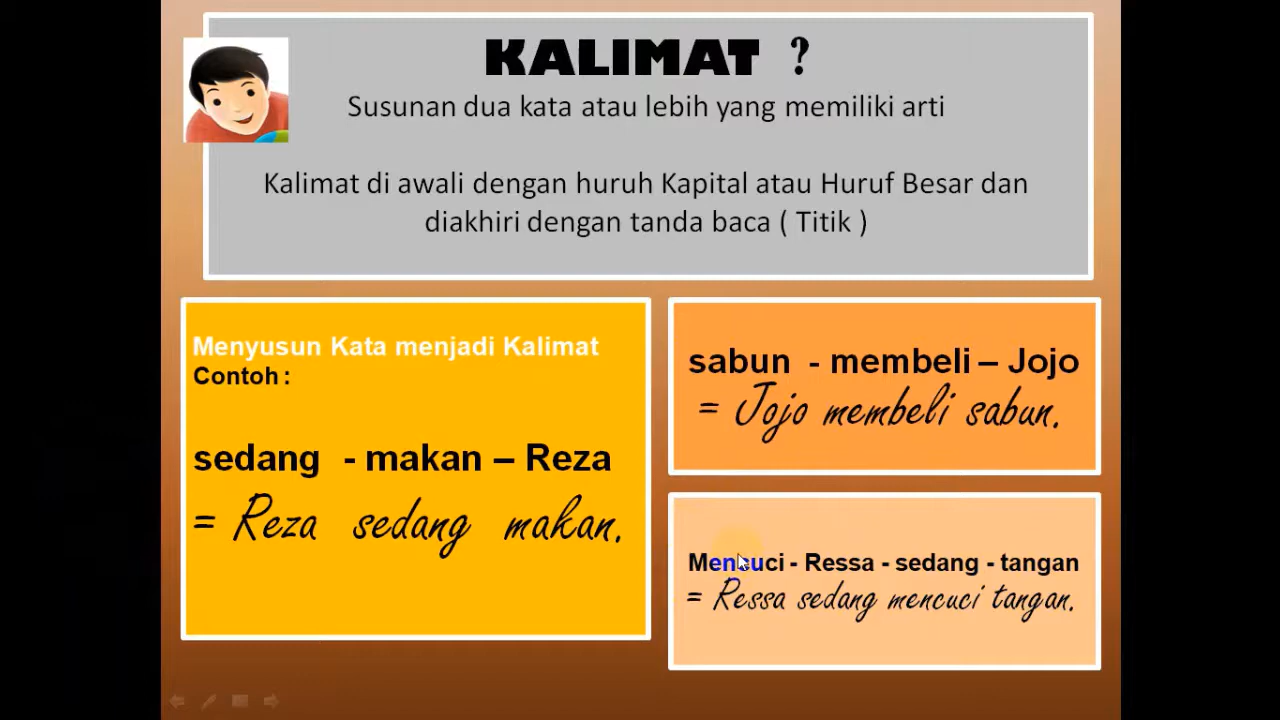 KALIMAT ?
Susunan dua kata atau lebih yang memiliki arti
Kalimat di awali dengan huruh Kapital atau Huruf Besar dan
diakhiri dengan tanda baca ( Titik )
Menyusun Kata menjadi Kalimat
Contoh :
sedang - makan – Reza
= Reza sedang makan.
sabun - membeli – Jojo
= Jojo membeli sabun.
Mencuci - Ressa - sedang - tangan
= Ressa sedang mencuci tangan.